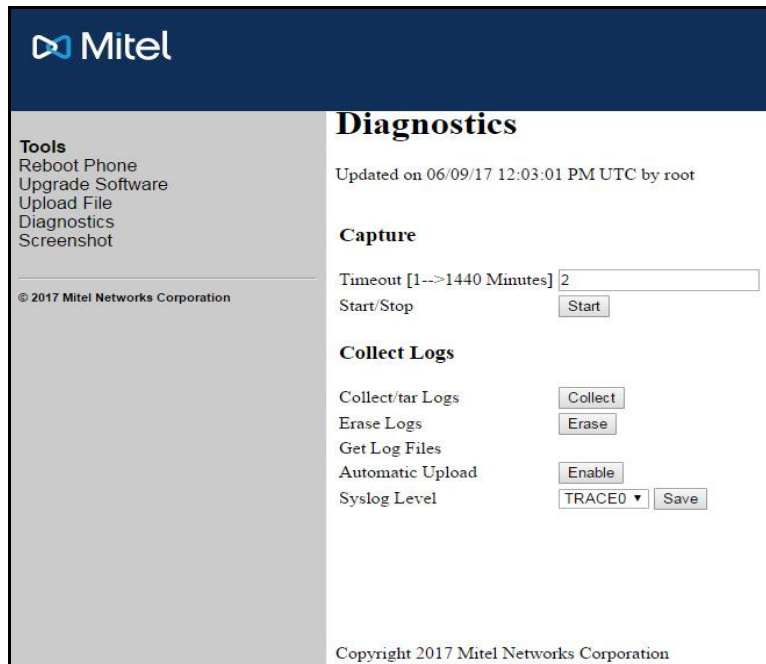 Mitel
Tools
Reboot Phone
Upgrade Software
Upload File
Diagnostics
Screenshot
© 2017 Mitel Networks Corporation
Diagnostics
Updated on 06/09/17 12:03:01 PM UTC by root
Capture
Timeout [1-->1440 Minutes] 2
Start/Stop Start
Collect Logs
Collect/tar Logs Collect
Erase Logs Erase
Get Log Files
Automatic Upload Enable
Syslog Level TRACE0 Save
Copyright 2017 Mitel Networks Corporation